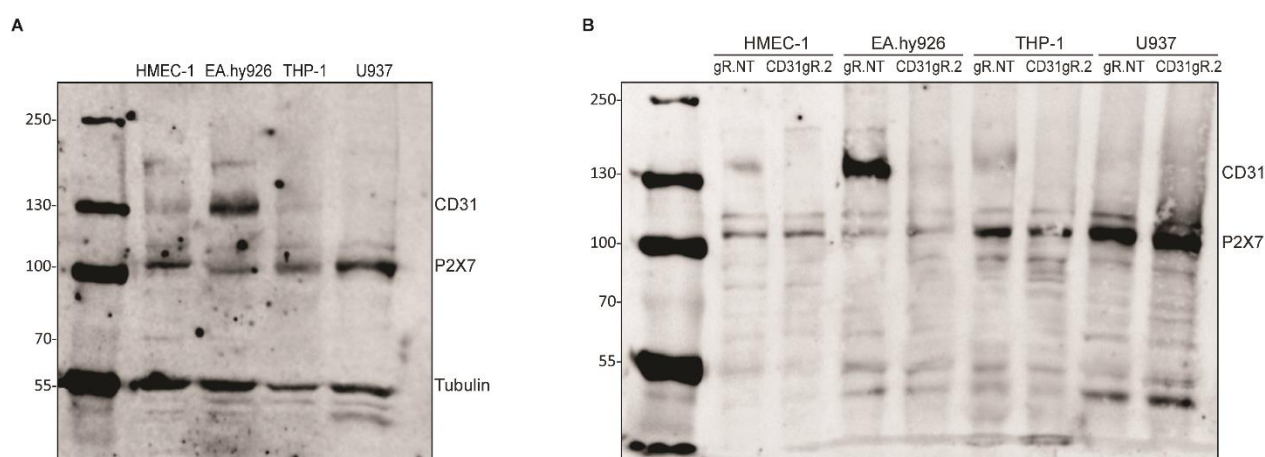 A
HMEC-1 EA.hy926 THP-1 U937
250-
130-
100-
70-
55-
CD31
P2X7
Tubulin
B
HMEC-1 EA.hy926 THP-1 U937
gR.NT CD31gR.2 gR.NT CD31gR.2 gR.NT CD31gR.2 gR.NT CD31gR.2
250-
130-
100-
70-
55-
CD31
P2X7